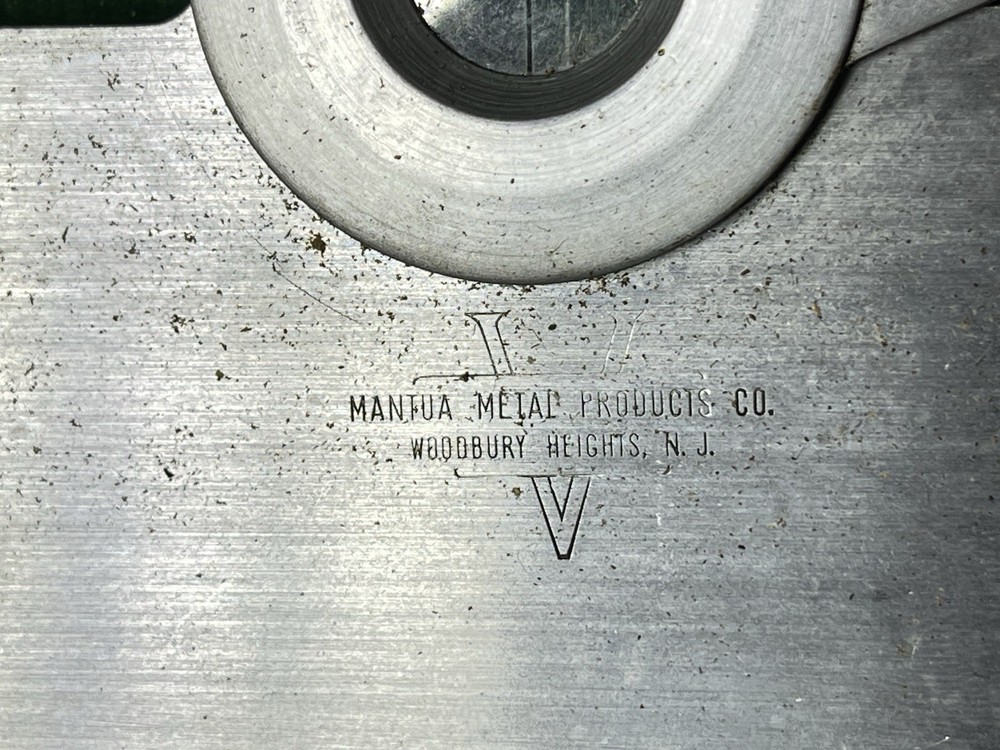 MANTUA METAL PRODUCTS CO.
WOODBURY HEIGHTS, N. J.